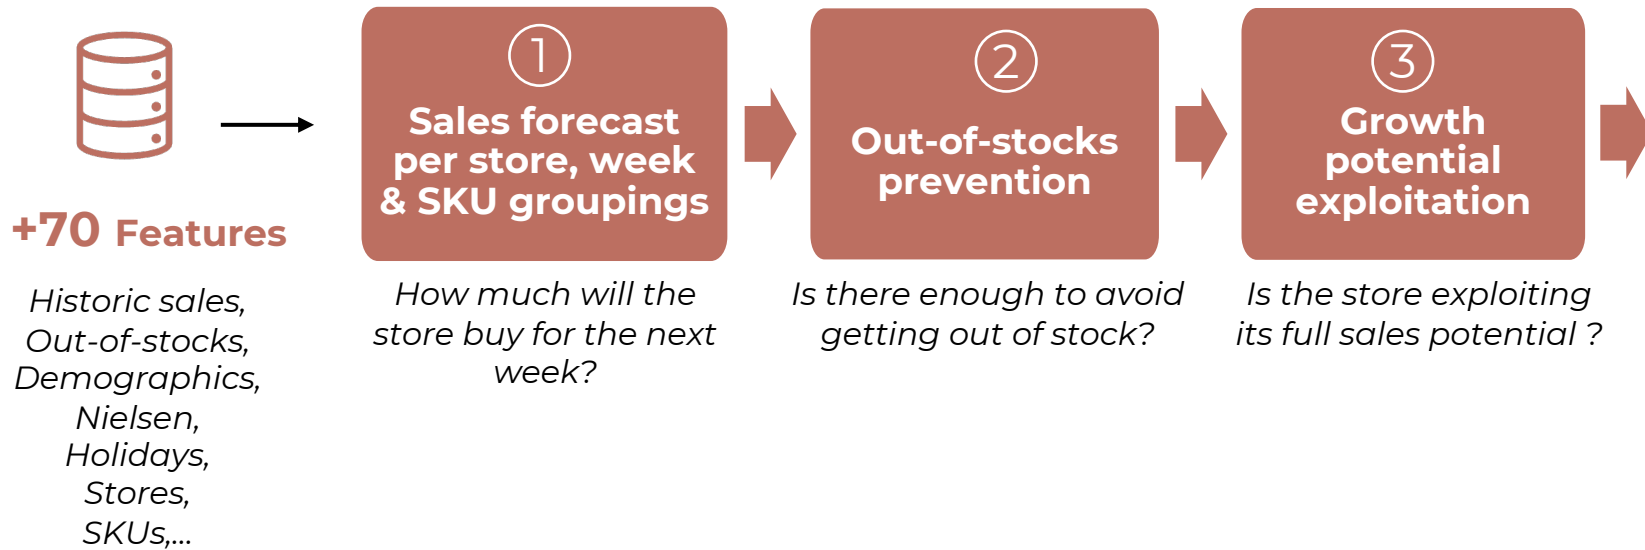 +70 Features
Historic sales,
Out-of-stocks,
Demographics,
Nielsen,
Holidays,
Stores,
SKUs,...
1
Sales forecast
per store, week
& SKU groupings
How much will the
store buy for the next
week?
2
Out-of-stocks
prevention
Is there enough to avoid
getting out of stock?
3
Growth
potential
exploitation
Is the store exploiting
its full sales potential ?